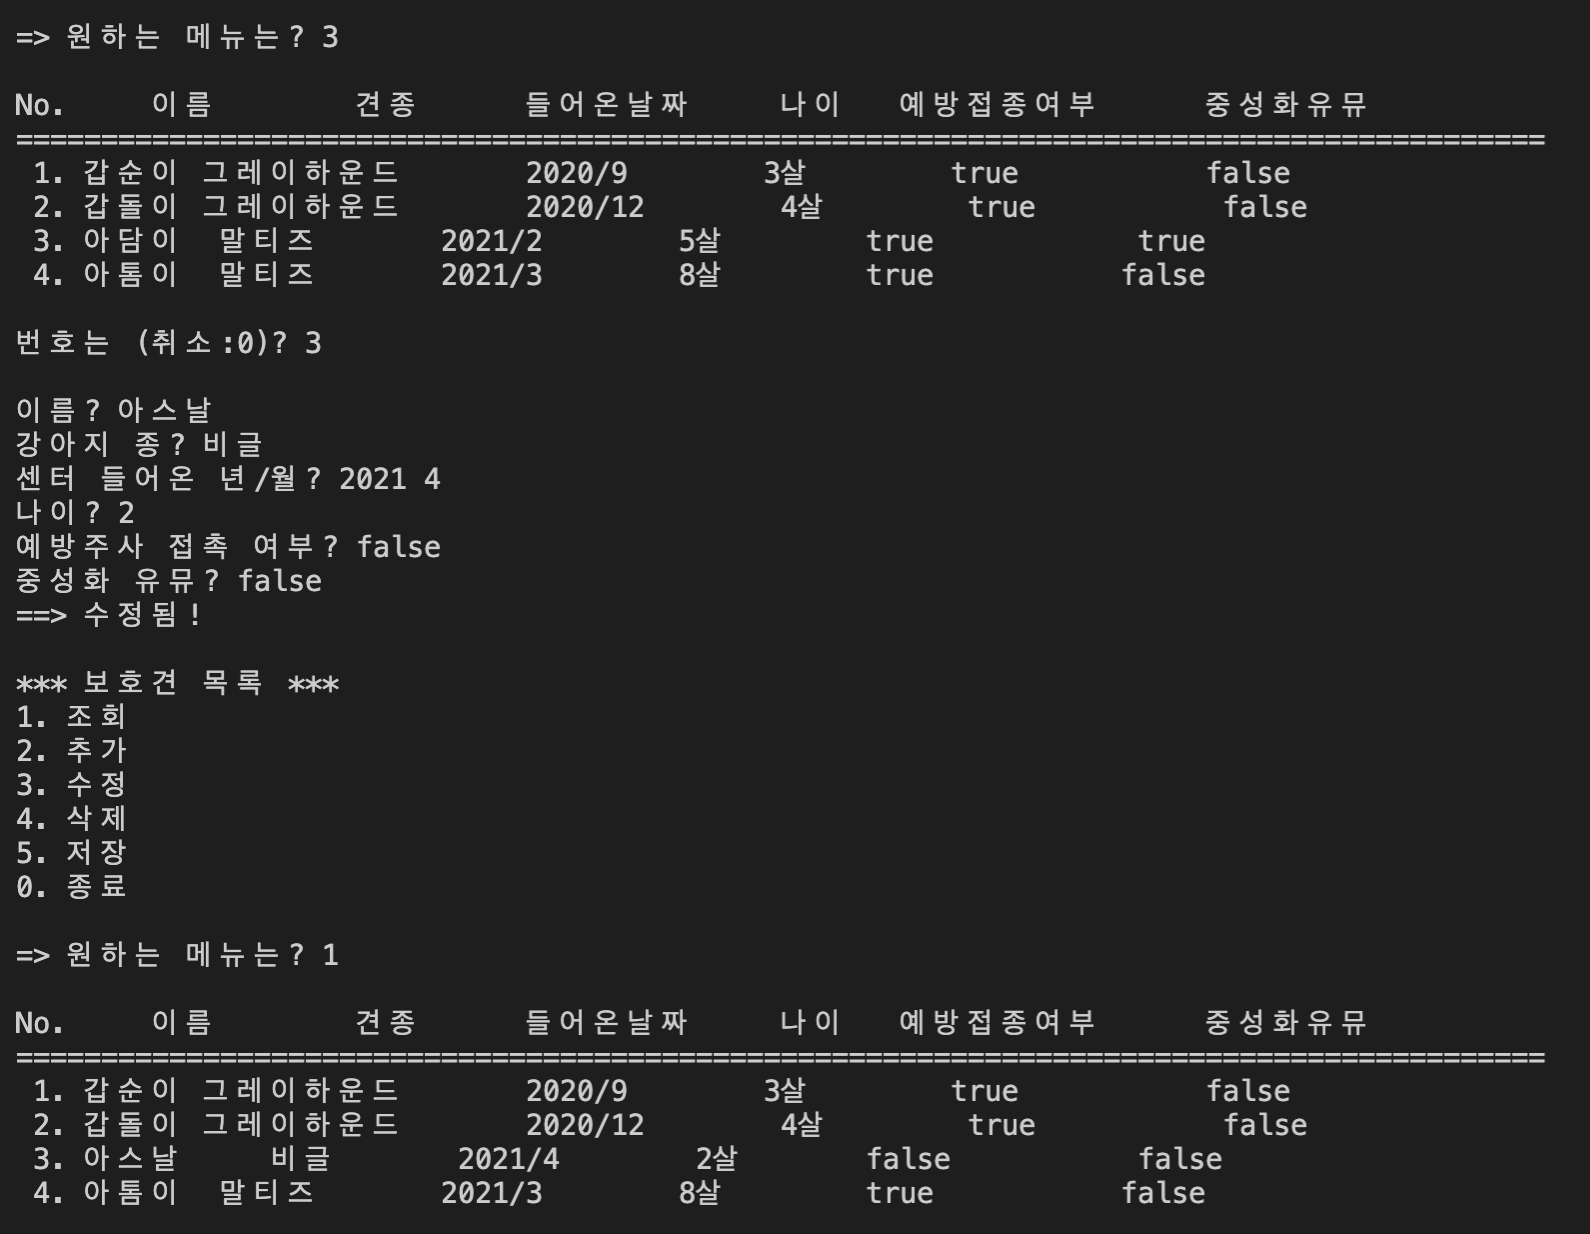 => 원하는 메뉴는? 3
No. 이름 견종 들어온날짜 나이 예방접종여부 중성화유뮤
==========================================================================================
1. 갑순이 그레이하운드 2020/9 3살 true false
2. 갑돌이 그레이하운드 2020/12 4살 true false
3. 아담이 말티즈 2021/2 5살 true true
4. 아톰이 말티즈 2021/3 8살 true false
번호는 (취소:0)? 3
이름? 아스날
강아지 종? 비글
센터 들어온 년/월? 2021 4
나이? 2
예방주사 접촉 여부? false
중성화 유뮤? false
==> 수정됨!
*** 보호견 목록 ***
1. 조회
2. 추가
3. 수정
4. 삭제
5. 저장
0. 종료
=> 원하는 메뉴는? 1
No. 이름 견종 들어온날짜 나이 예방접종여부 중성화유뮤
==========================================================================================
1. 갑순이 그레이하운드 2020/9 3살 true false
2. 갑돌이 그레이하운드 2020/12 4살 true false
3. 아스날 비글 2021/4 2살 false false
4. 아톰이 말티즈 2021/3 8살 true false